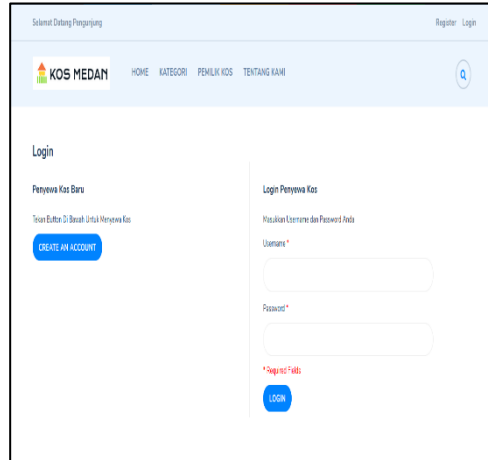 Selamat Datang Pengunjung
Register Login
KOS MEDAN
HOME KATEGORI PEMILIK KOS TENTANG KAMI
Login
Penyewa Kos Baru
Tekan Button Di Bawah Untuk Menyewa Kos
CREATE AN ACCOUNT
Login Penyewa Kos
Masukkan Username dan Password Anda
Username *
Password *
* Required Fields
LOGIN